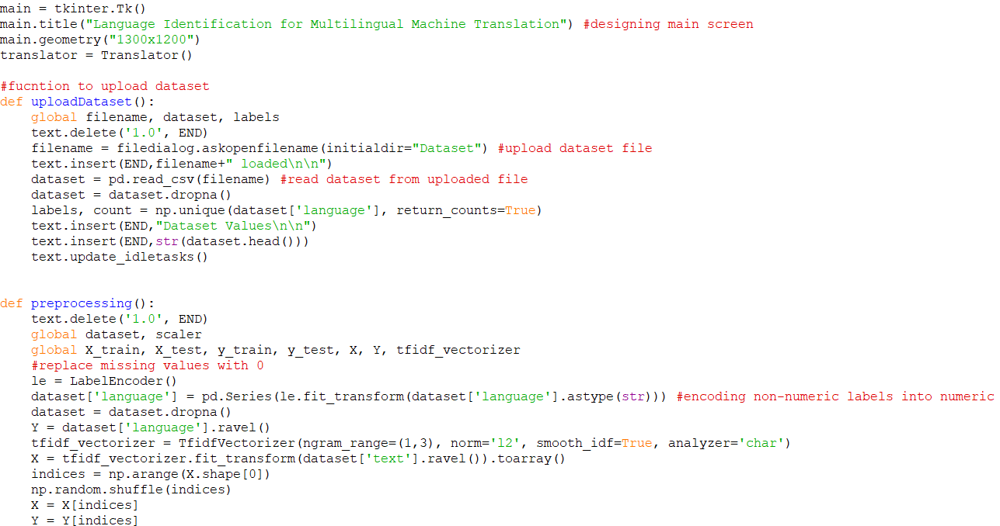 main = tkinter.Tk()
main.title("Language Identification for Multilingual Machine Translation") #designing main screen
main.geometry("1300x1200")
translator = Translator()

#fucntion to upload dataset
def uploadDataset():
    global filename, dataset, labels
    text.delete('1.0', END)
    filename = filedialog.askopenfilename(initialdir="Dataset") #upload dataset file
    text.insert(END,filename+" loaded\n\n")
    dataset = pd.read_csv(filename) #read dataset from uploaded file
    dataset = dataset.dropna()
    labels, count = np.unique(dataset['language'], return_counts=True)
    text.insert(END,"Dataset Values\n\n")
    text.insert(END,str(dataset.head()))
    text.update_idletasks()


def preprocessing():
    text.delete('1.0', END)
    global dataset, scaler
    global X_train, X_test, y_train, y_test, X, Y, tfidf_vectorizer
    #replace missing values with 0
    le = LabelEncoder()
    dataset['language'] = pd.Series(le.fit_transform(dataset['language'].astype(str))) #encoding non-numeric labels into numeric
    dataset = dataset.dropna()
    Y = dataset['language'].ravel()
    tfidf_vectorizer = TfidfVectorizer(ngram_range=(1,3), norm='l2', smooth_idf=True, analyzer='char')
    X = tfidf_vectorizer.fit_transform(dataset['text'].ravel()).toarray()
    indices = np.arange(X.shape[0])
    np.random.shuffle(indices)
    X = X[indices]
    Y = Y[indices]